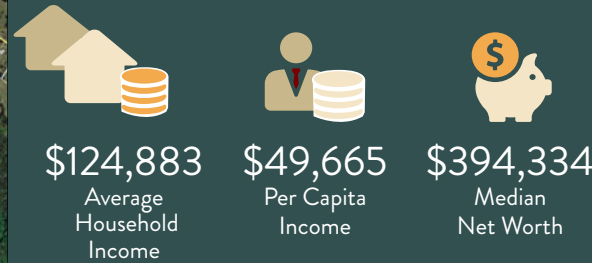 $
$124,883
Average
Household
Income
$49,665
Per Capita
Income
$394,334
Median
Net Worth